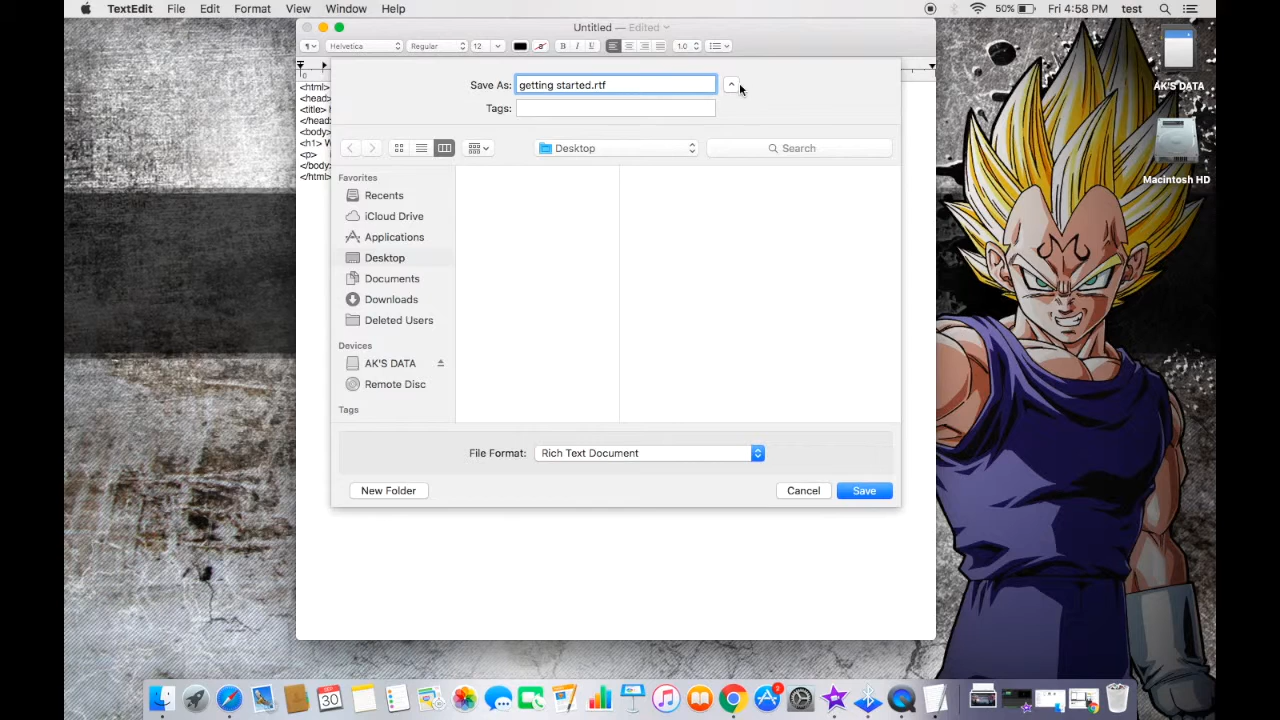 TextEdit File Edit Format View Window Help 50% Fri 4:58 PM test
Untitled — Edited
¶ Helvetica Regular 12 B I U 1.0
0
<html>
<head>
<title>
</head>
<body>
<h1> W
<p>
</body>
</html>
Save As: getting started.rtf
Tags:
Desktop Search
Favorites
Recents
iCloud Drive
Applications
Desktop
Documents
Downloads
Deleted Users
Devices
AK'S DATA
Remote Disc
Tags
File Format: Rich Text Document
New Folder Cancel Save
AK'S DATA
Macintosh HD
30